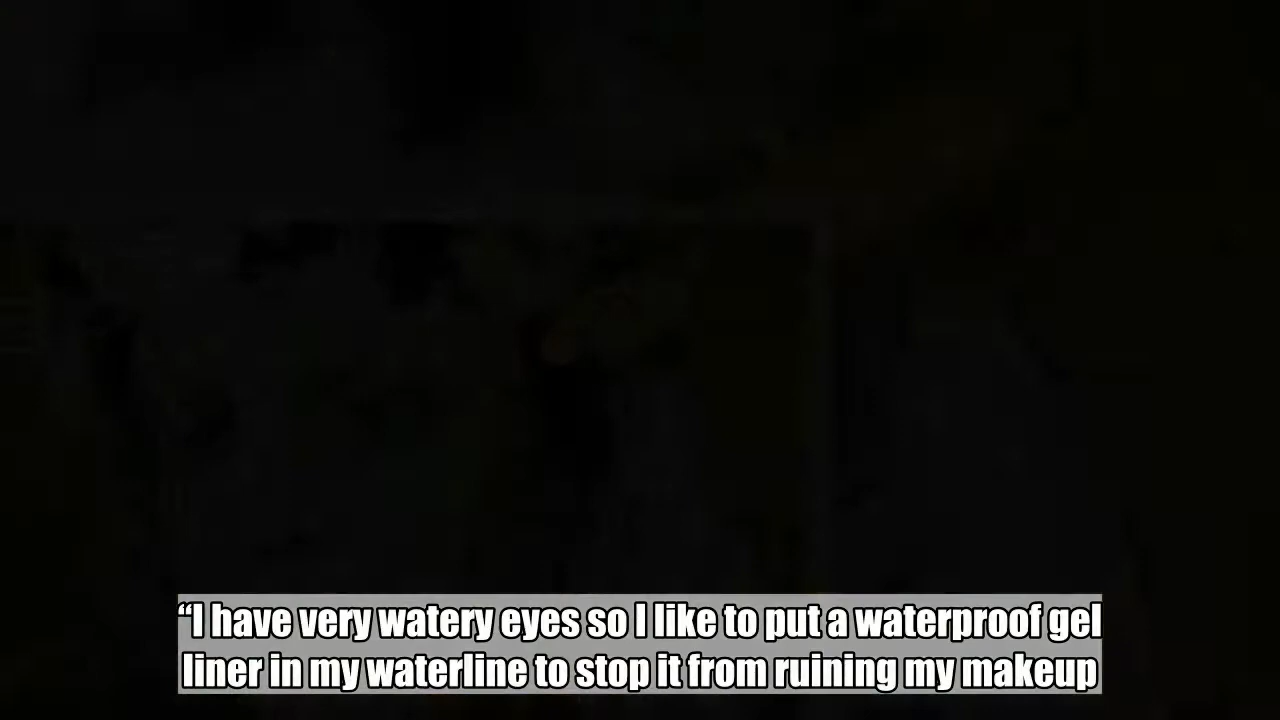 “I have very watery eyes so I like to put a waterproof gel
liner in my waterline to stop it from ruining my makeup